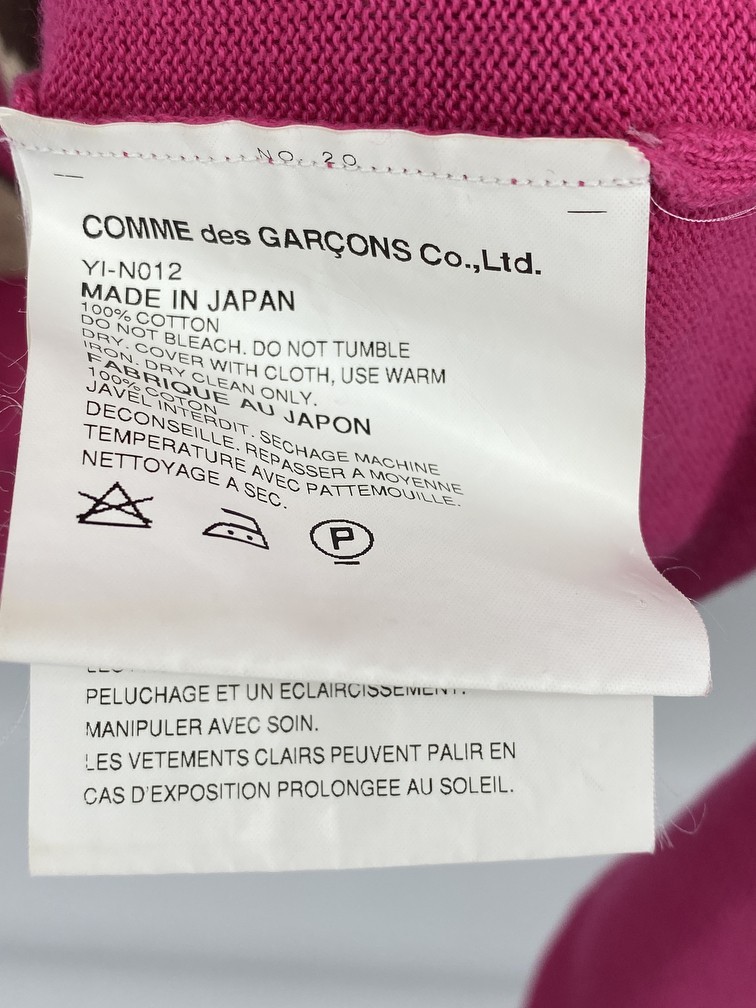 NO. 20
COMME des GARÇONS Co.,Ltd.
YI-N012
MADE IN JAPAN
100% COTTON
DO NOT BLEACH. DO NOT TUMBLE
DRY. COVER WITH CLOTH, USE WARM
IRON. DRY CLEAN ONLY.
FABRIQUE AU JAPON
100% COTON
JAVEL INTERDIT. SECHAGE MACHINE
DECONSEILLE. REPASSER A MOYENNE
TEMPERATURE AVEC PATTEMOUILLE.
NETTOYAGE A SEC.
P
PELUCHAGE ET UN ECLAIRCISSEMENT.
MANIPULER AVEC SOIN.
LES VETEMENTS CLAIRS PEUVENT PALIR EN
CAS D'EXPOSITION PROLONGEE AU SOLEIL.